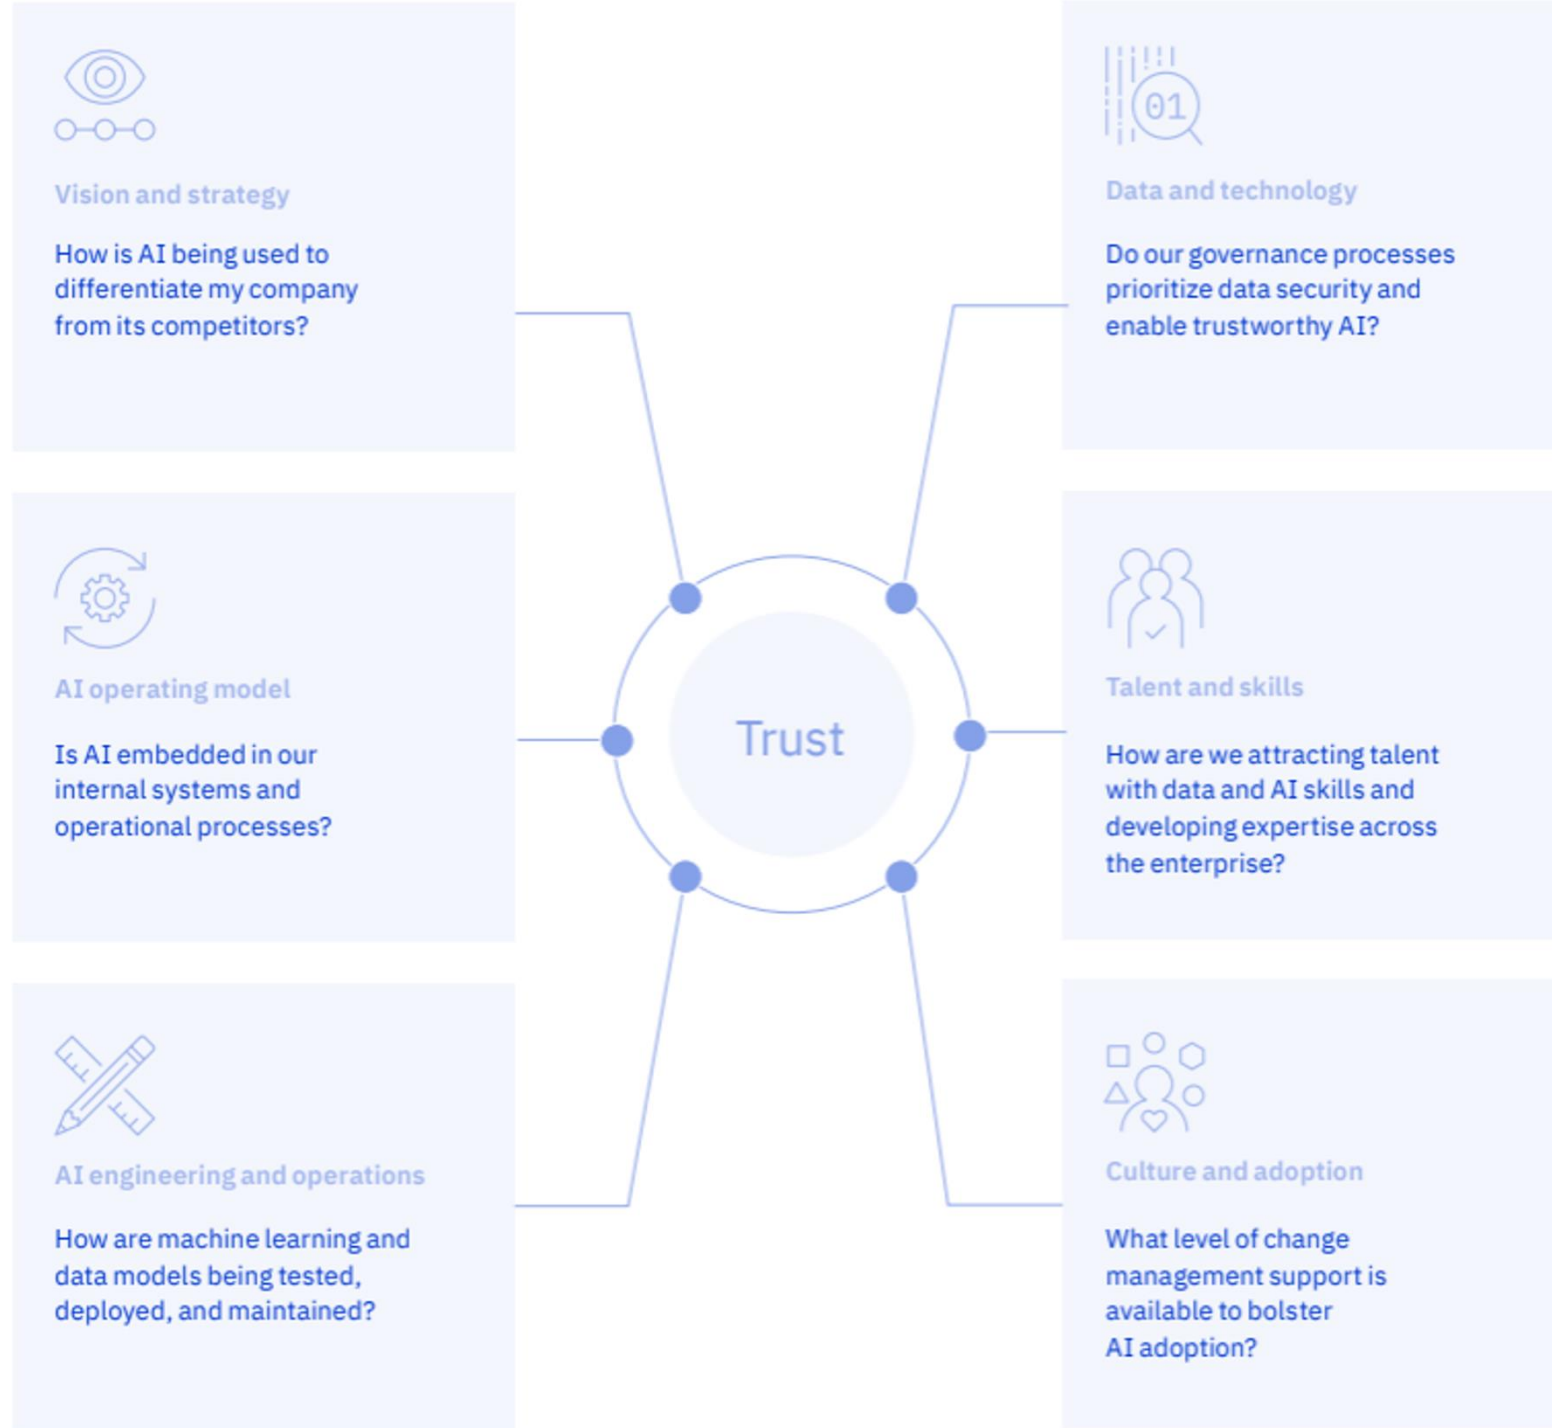 Vision and strategy
How is AI being used to
differentiate my company
from its competitors?
AI operating model
Is AI embedded in our
internal systems and
operational processes?
AI engineering and operations
How are machine learning and
data models being tested,
deployed, and maintained?
Trust
01
Data and technology
Do our governance processes
prioritize data security and
enable trustworthy AI?
Talent and skills
How are we attracting talent
with data and AI skills and
developing expertise across
the enterprise?
Culture and adoption
What level of change
management support is
available to bolster
AI adoption?